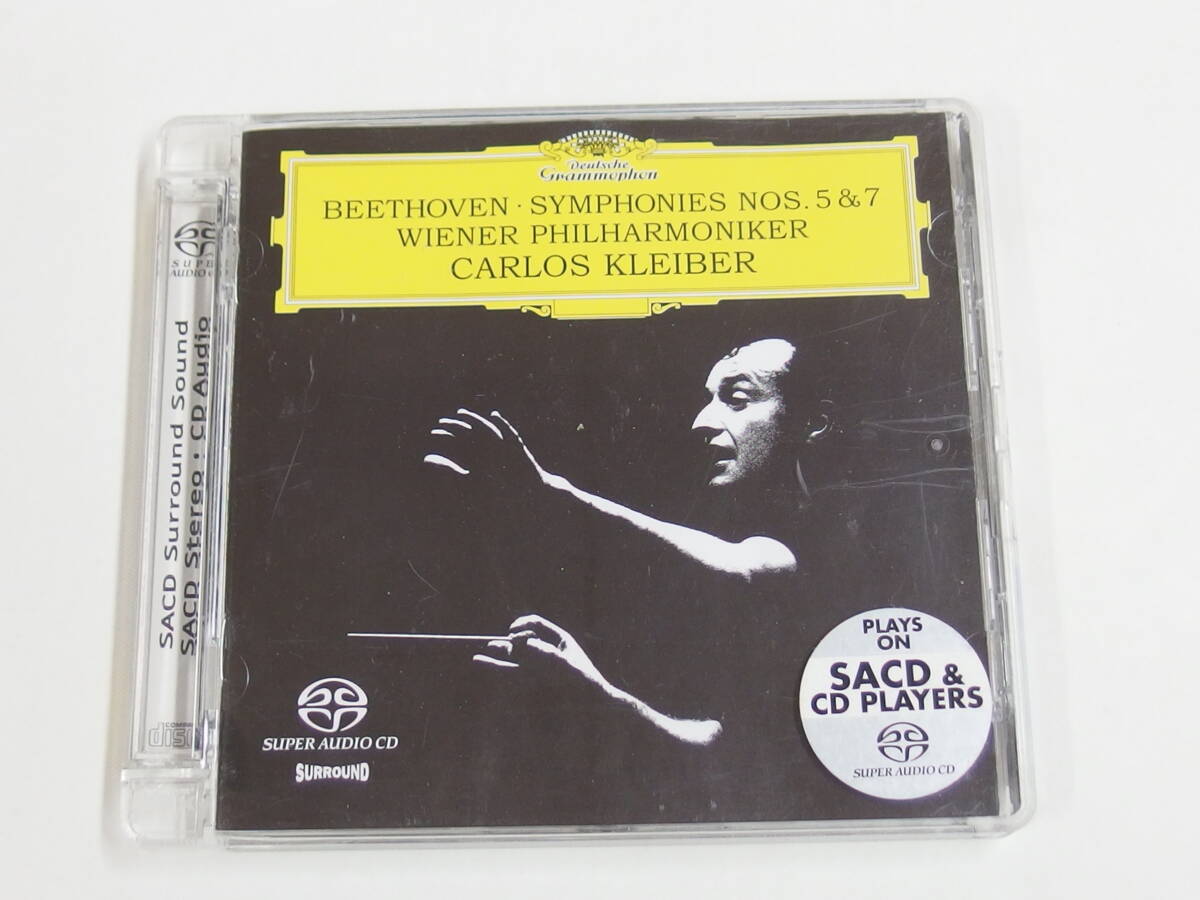 Deutsche
Grammophon
BEETHOVEN · SYMPHONIES NOS. 5 & 7
WIENER PHILHARMONIKER
CARLOS KLEIBER
AUDIO
SACD Surround Sound
SACD Stereo · CD Audio
SUPER AUDIO CD
SURROUND
PLAYS
ON
SACD &
CD PLAYERS
SUPER AUDIO CD